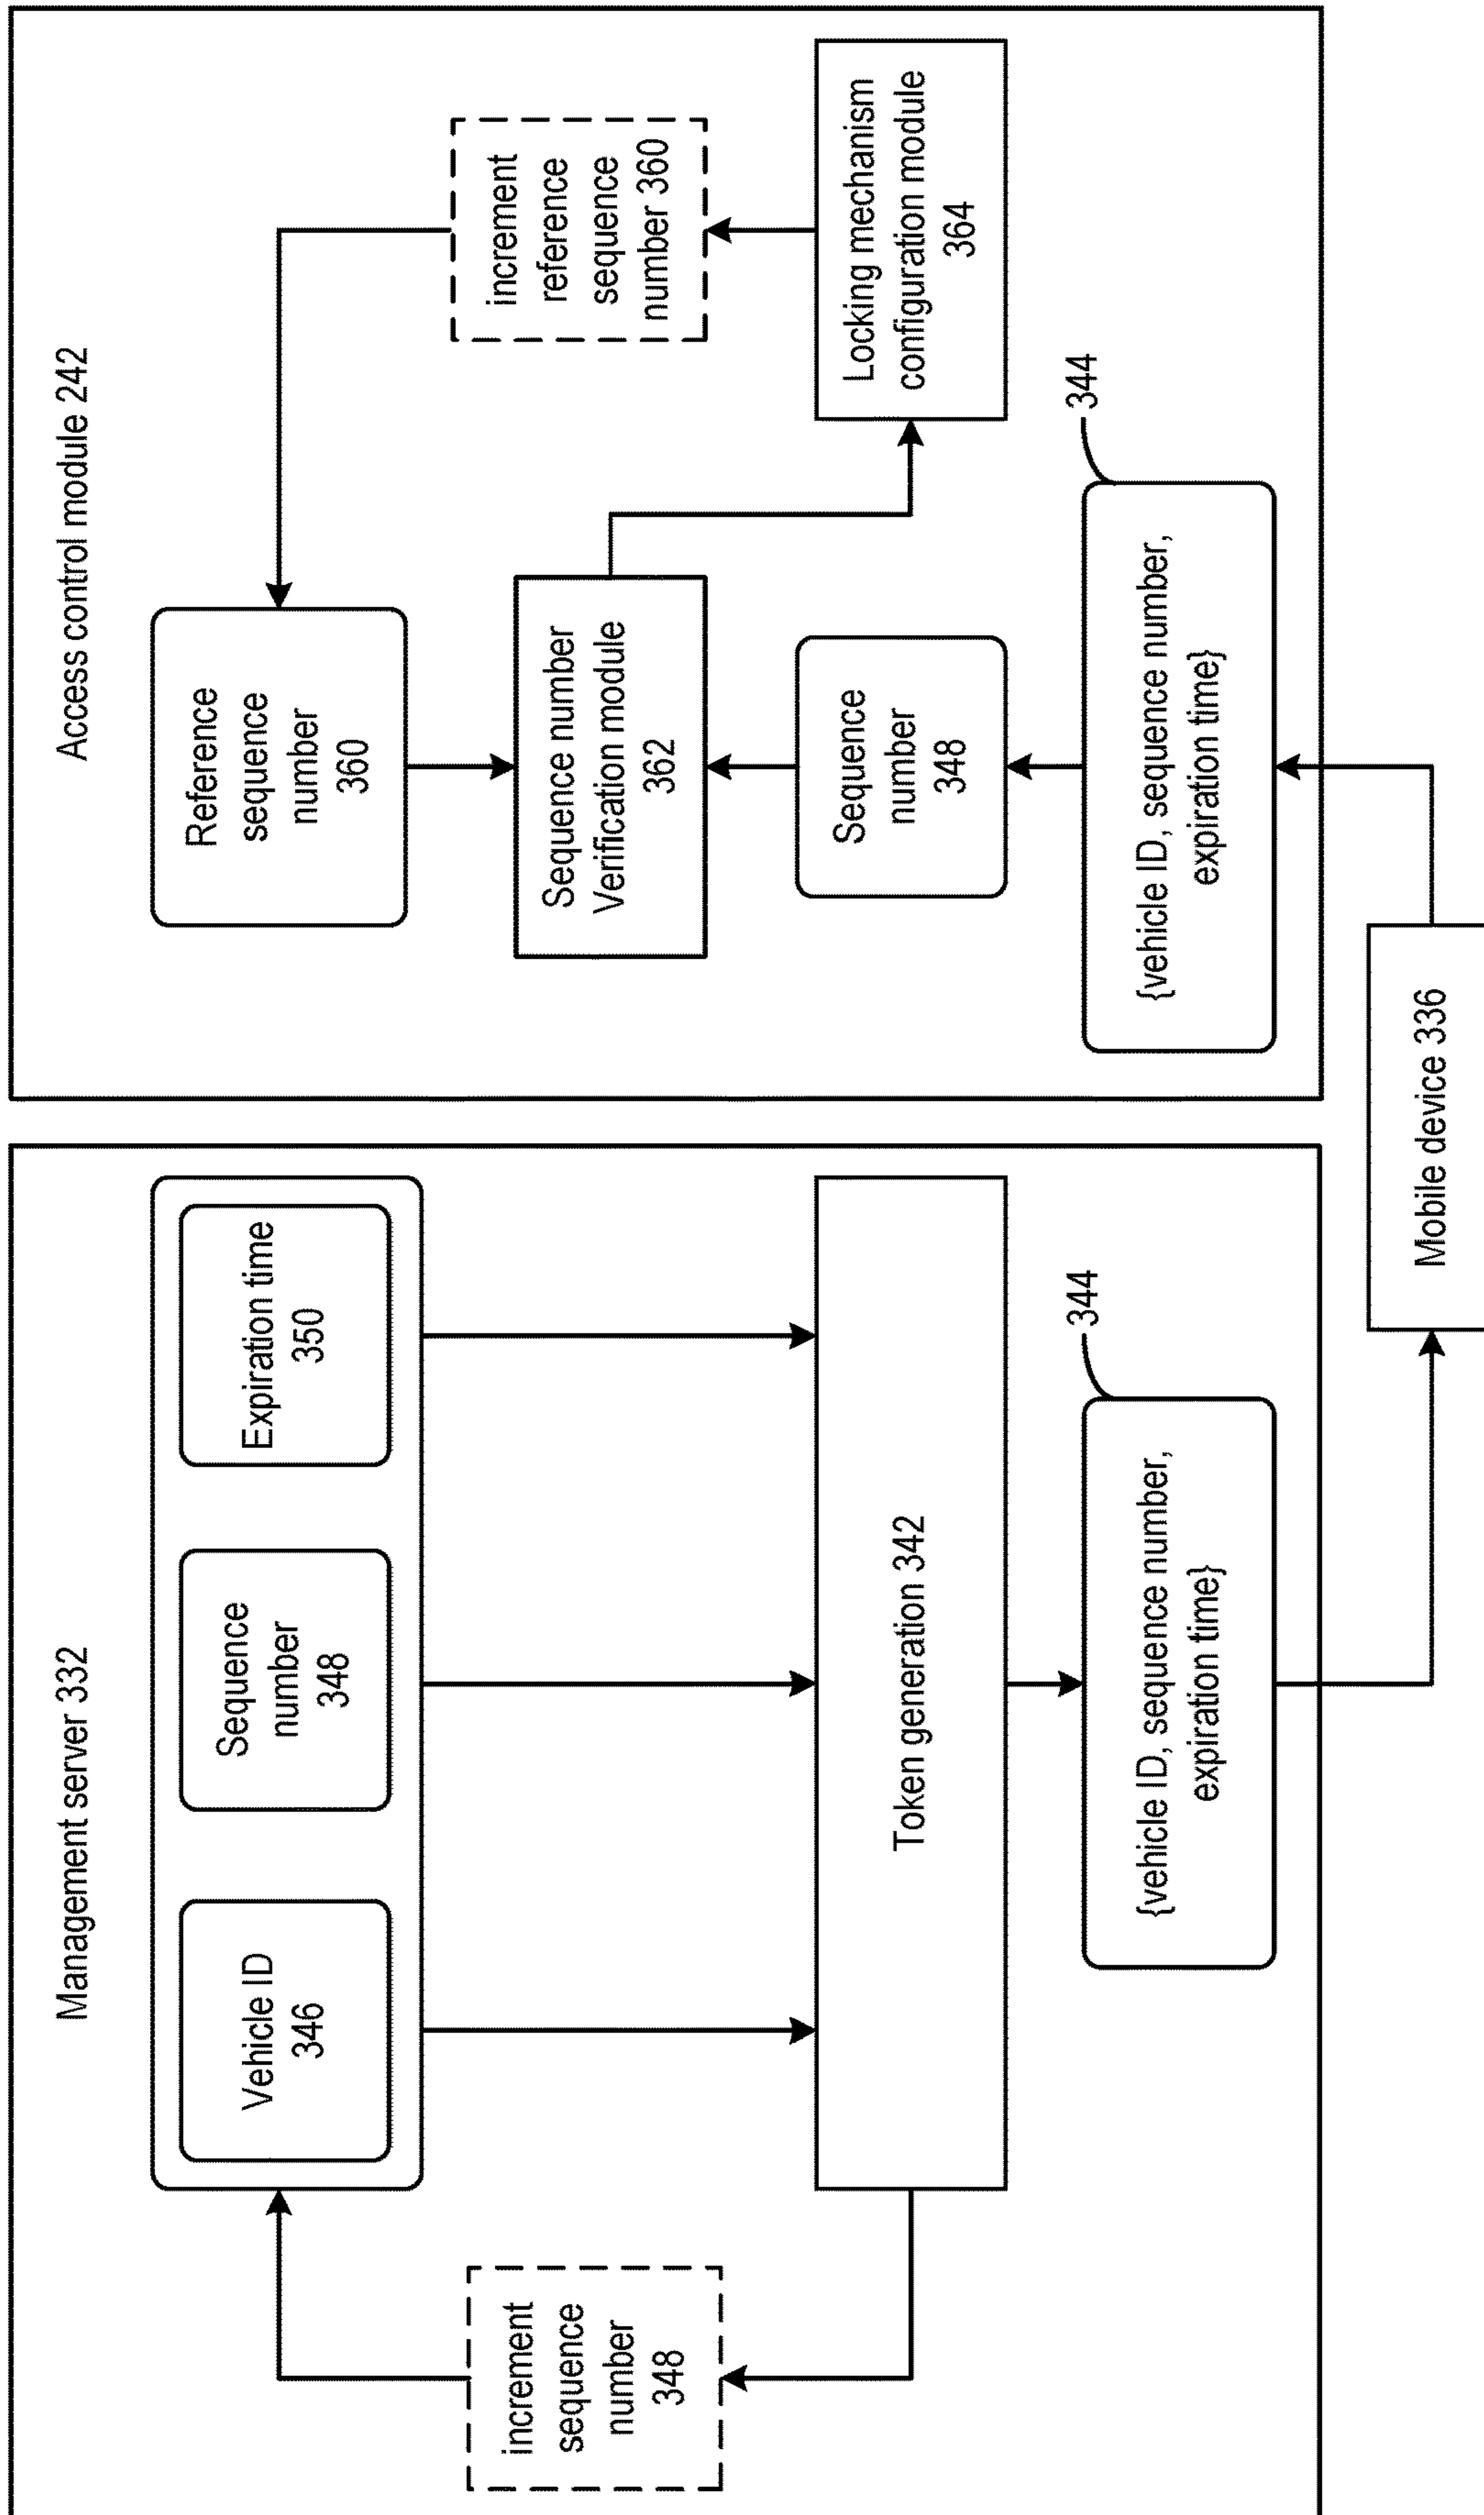 Management server 332
Vehicle ID
346
Sequence
number
348
Expiration time
350
increment
sequence
number
348
Token generation 342
344
{vehicle ID, sequence number,
expiration time}
Mobile device 336
Access control module 242
Reference
sequence
number
360
increment
reference
sequence
number 360
Sequence number
Verification module
362
Sequence
number
348
Locking mechanism
configuration module
364
344
{vehicle ID, sequence number,
expiration time}